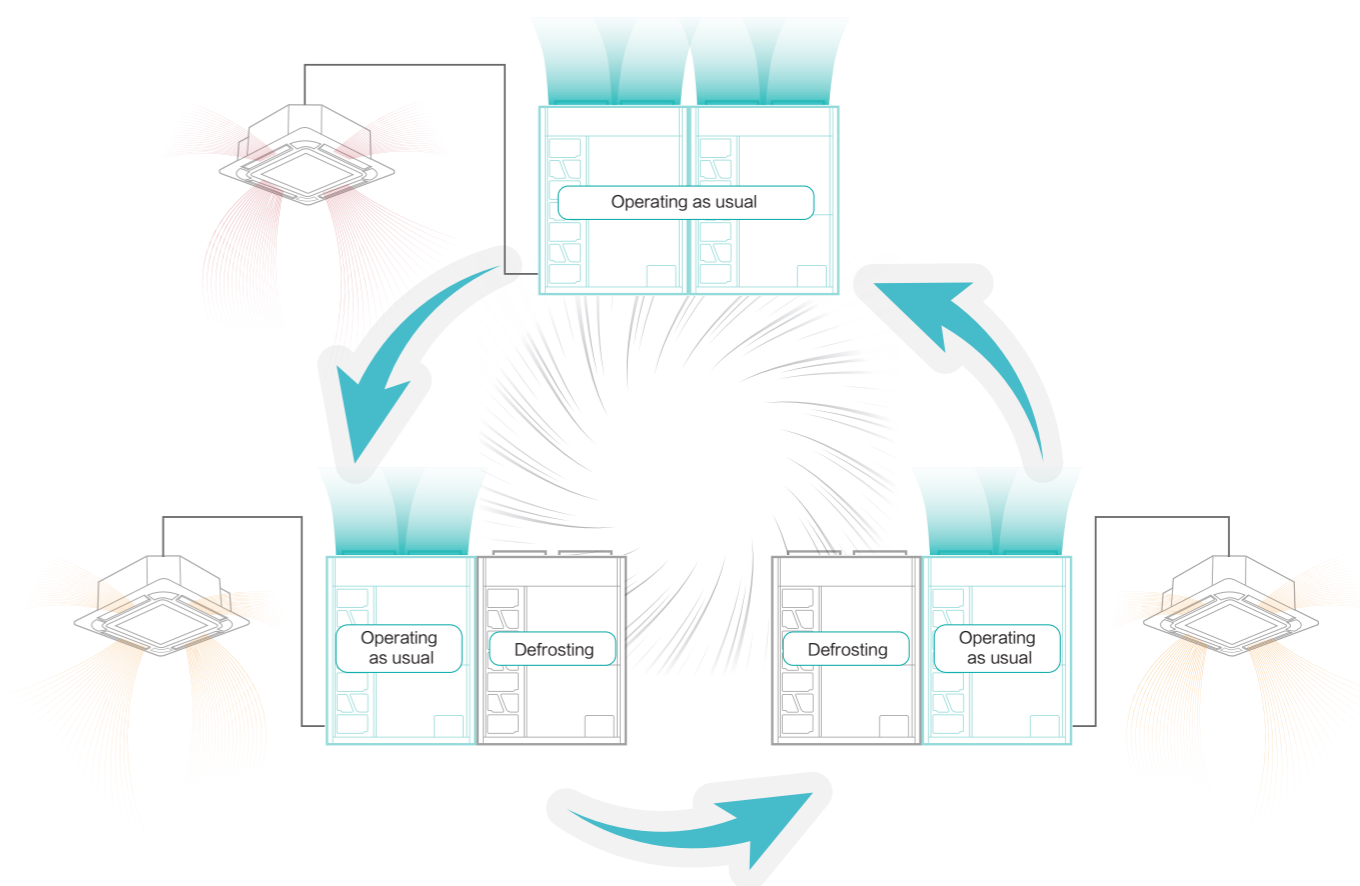 Operating as usual
Operating
as usual
Defrosting
Defrosting
Operating
as usual